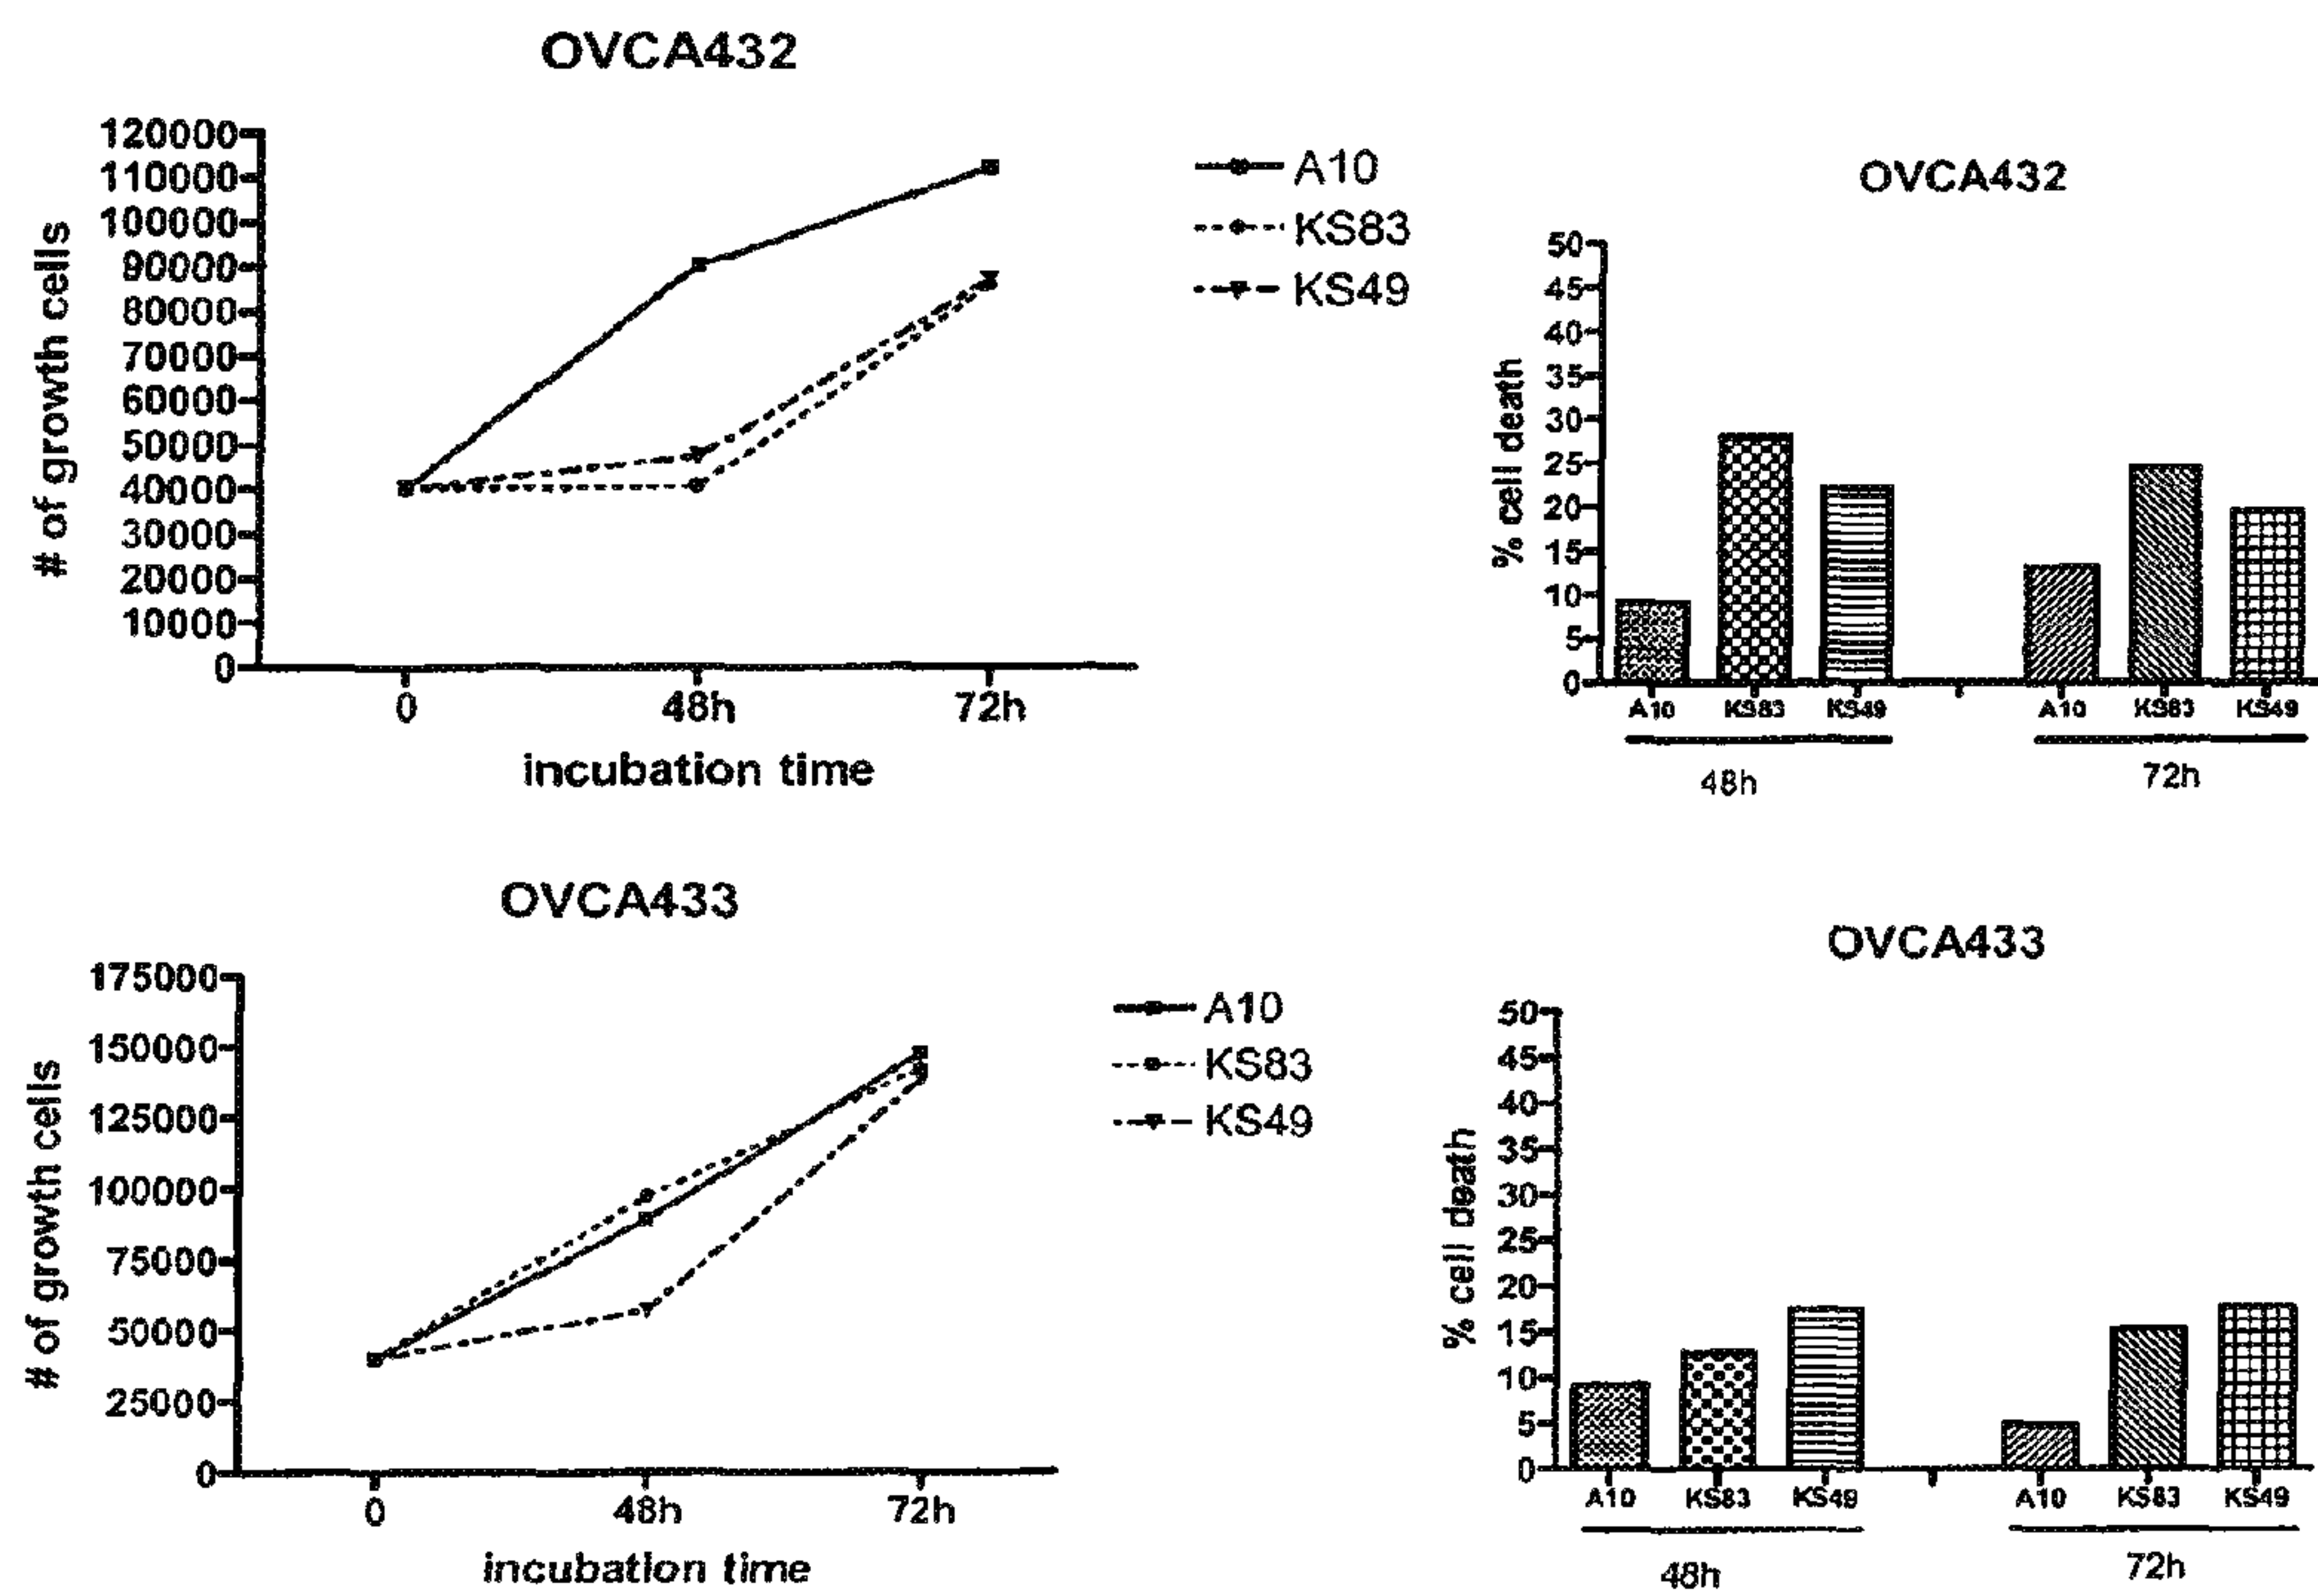 OVCA432
120000
110000
100000
90000
80000
70000
60000
50000
40000
30000
20000
10000
0
# of growth cells
0 48h 72h
incubation time
A10
KS83
KS49
OVCA432
50
45
40
35
30
25
20
15
10
5
0
% cell death
A10 KS83 KS49 A10 KS83 KS49
48h 72h
OVCA433
175000
150000
125000
100000
75000
50000
25000
0
# of growth cells
0 48h 72h
incubation time
A10
KS83
KS49
OVCA433
50
45
40
35
30
25
20
15
10
5
0
% cell death
A10 KS83 KS49 A10 KS83 KS49
48h 72h